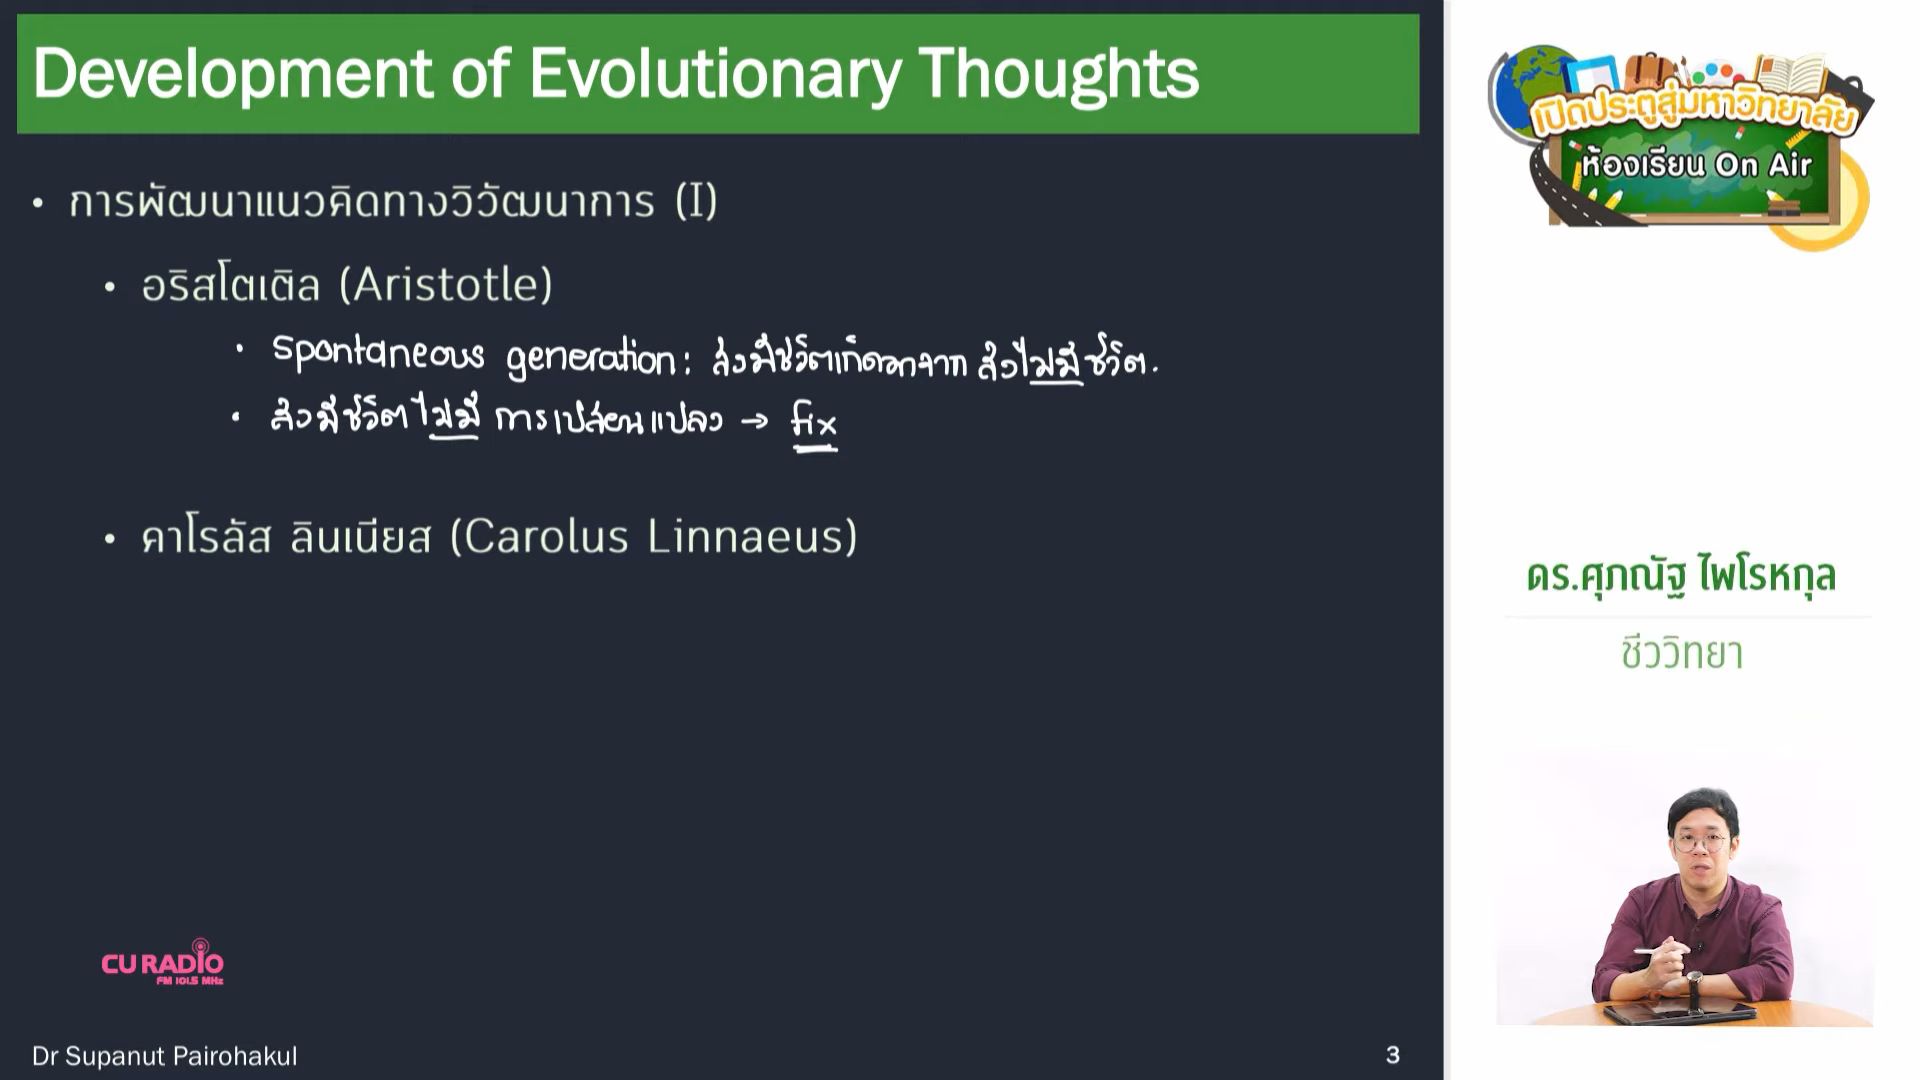 Development of Evolutionary Thoughts
• การพัฒนาแนวคิดทางวิวัฒนาการ (I)
• อริสโตเติล (Aristotle)
• spontaneous generation: สิ่งมีชีวิตเกิดมาจาก สิ่งไม่มีชีวิต.
• สิ่งมีชีวิตไม่มี การเปลี่ยนแปลง → fix
• คาโรลัส ลินเนียส (Carolus Linnaeus)
CU RADIO
FM 101.5 MHz
Dr Supanut Pairohakul
3
เปิดประตูสู่มหาวิทยาลัย
ห้องเรียน On Air
ดร.ศุภณัฐ ไพโรหกุล
ชีววิทยา